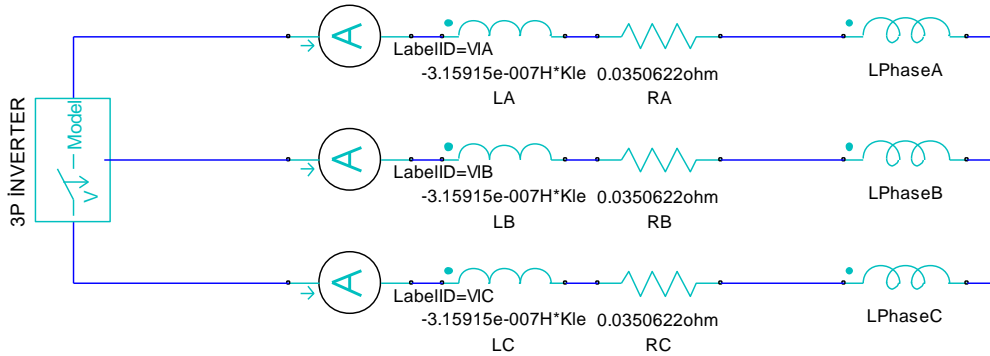 3P İNVERTER
Model
V
A
LabelID=VIA
-3.15915e-007H*Kle
LA
0.0350622ohm
RA
LPhaseA
A
LabelID=VIB
-3.15915e-007H*Kle
LB
0.0350622ohm
RB
LPhaseB
A
LabelID=VIC
-3.15915e-007H*Kle
LC
0.0350622ohm
RC
LPhaseC